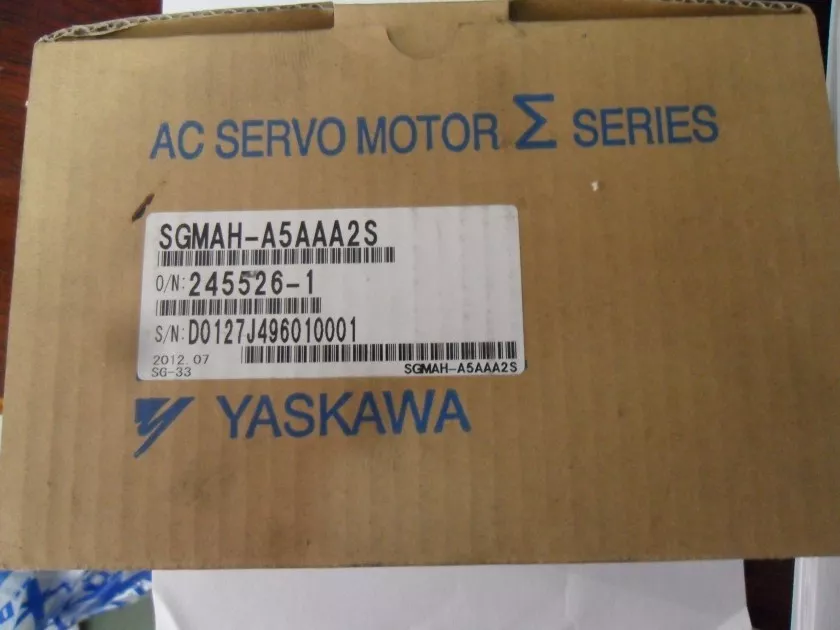 AC SERVO MOTOR Σ SERIES
SGMAH-A5AAA2S
O/N: 245526-1
S/N: D0127J496010001
2012.07
SG-33
SGMAH-A5AAA2S
YASKAWA